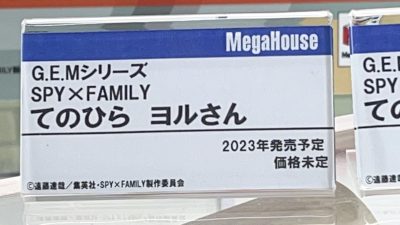 MegaHouse
G.E.Mシリーズ
SPY×FAMILY
てのひら ヨルさん
2023年発売予定
価格未定
©遠藤達哉/集英社・SPY×FAMILY製作委員会